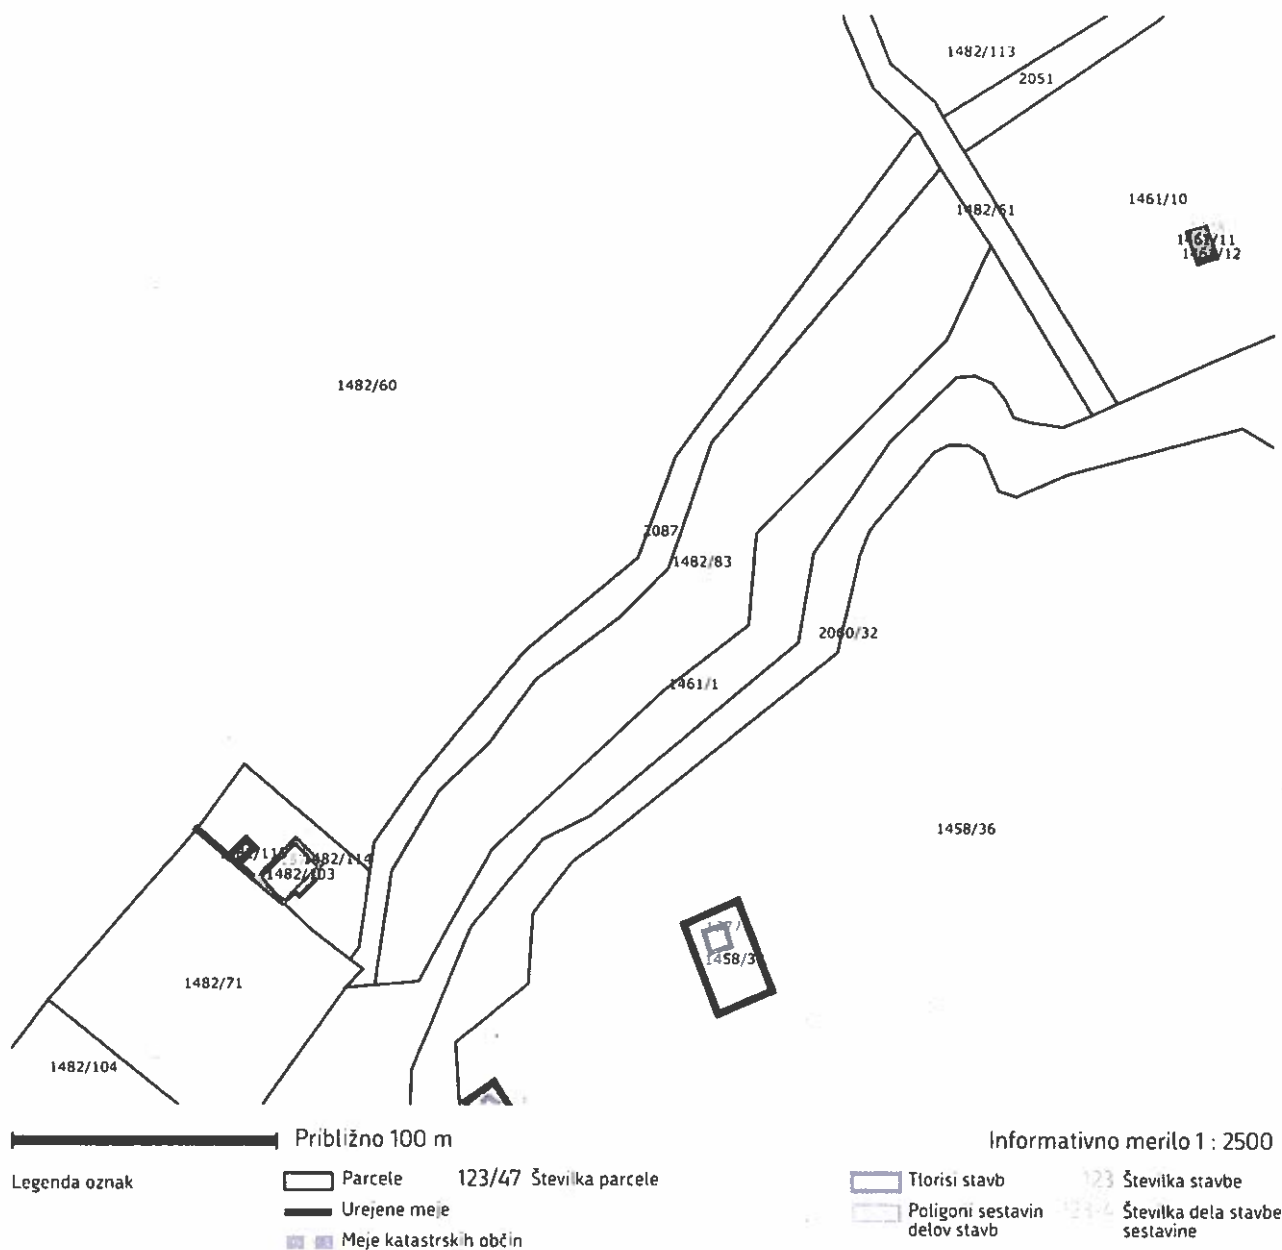 1482/113
2051
1461/10
1482/61
1461/11
1461/12
1482/60
2087
1482/83
2060/32
1461/1
1458/36
1482/114
1482/103
1482/71
1482/104
Približno 100 m
Informativno merilo 1 : 2500
Legenda oznak
Parcele
123/47 Številka parcele
Urejene meje
Meje katastrskih občin
Tlorisi stavb
123 Številka stavbe
Poligoni sestavin
delov stavb
Številka dela stavbe
sestavine